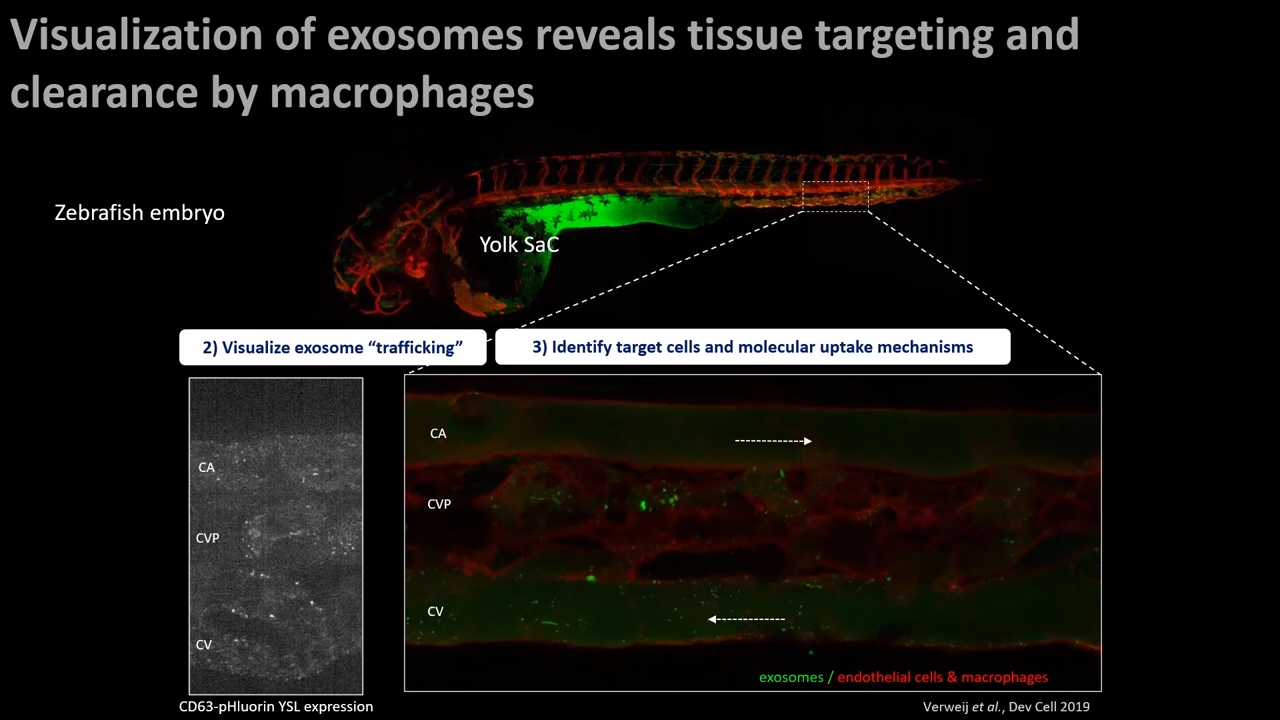 Visualization of exosomes reveals tissue targeting and
clearance by macrophages
Zebrafish embryo
Yolk SaC
2) Visualize exosome “trafficking”
3) Identify target cells and molecular uptake mechanisms
CA
CVP
CV
CA
CVP
CV
exosomes / endothelial cells & macrophages
CD63-pHluorin YSL expression
Verweij et al., Dev Cell 2019